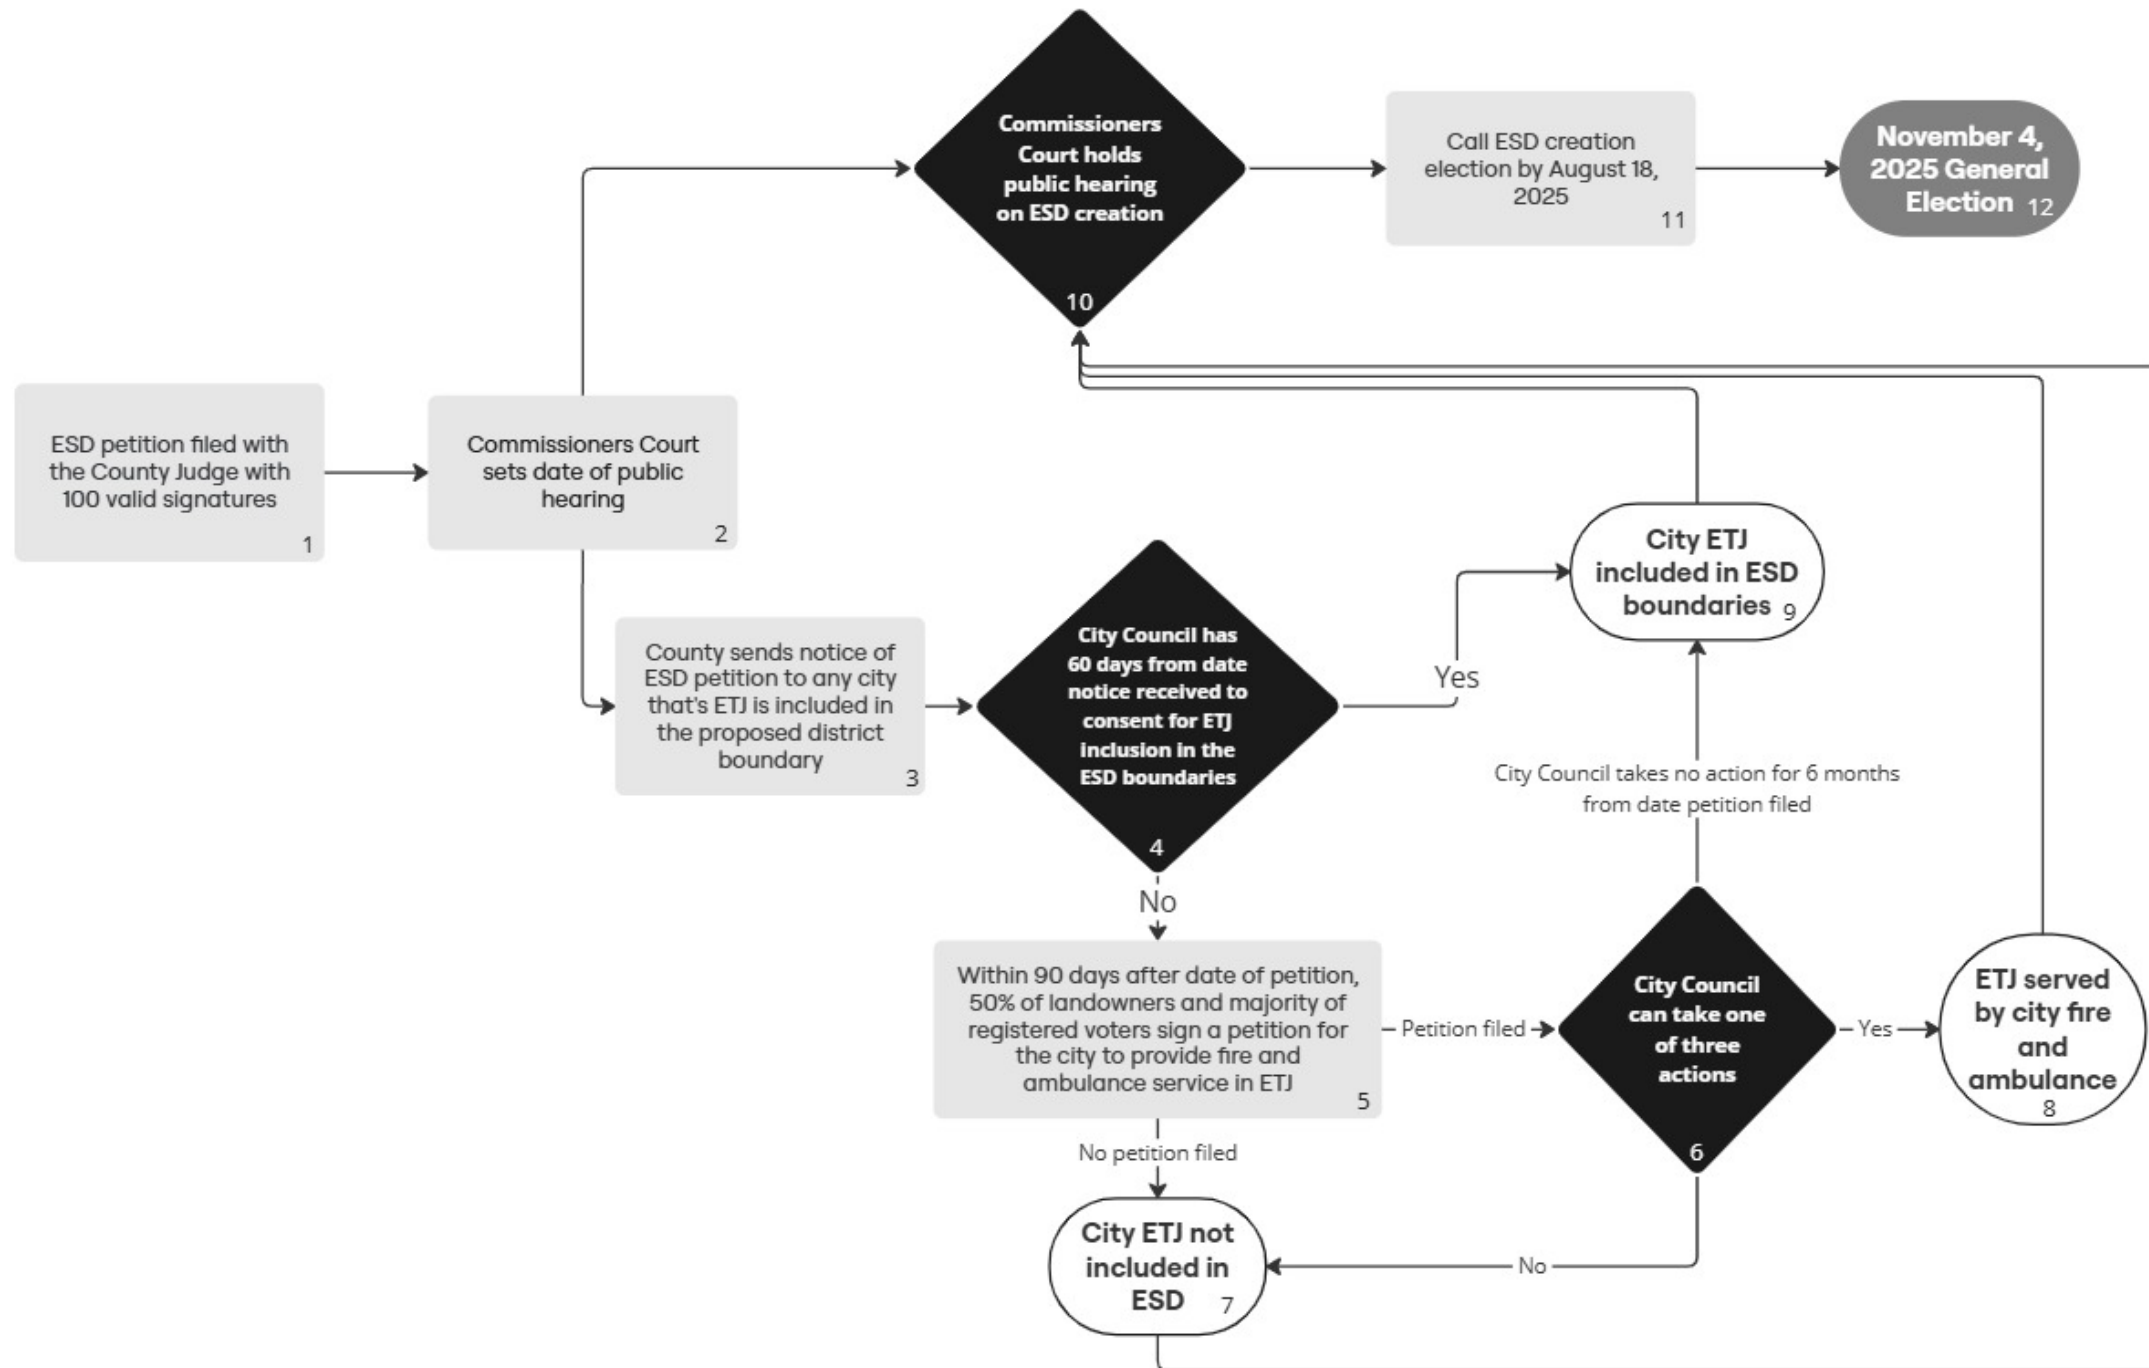 ESD petition filed with
the County Judge with
100 valid signatures
1
Commissioners Court
sets date of public
hearing
2
County sends notice of
ESD petition to any city
that's ETJ is included in
the proposed district
boundary
3
City Council has
60 days from date
notice received to
consent for ETJ
inclusion in the
ESD boundaries
4
Yes
No
Within 90 days after date of petition,
50% of landowners and majority of
registered voters sign a petition for
the city to provide fire and
ambulance service in ETJ
5
Petition filed
No petition filed
City Council
can take one
of three
actions
6
City Council takes no action for 6 months
from date petition filed
Yes
No
City ETJ not
included in
ESD 7
ETJ served
by city fire
and
ambulance
8
City ETJ
included in ESD
boundaries 9
Commissioners
Court holds
public hearing
on ESD creation
10
Call ESD creation
election by August 18,
2025
11
November 4,
2025 General
Election 12